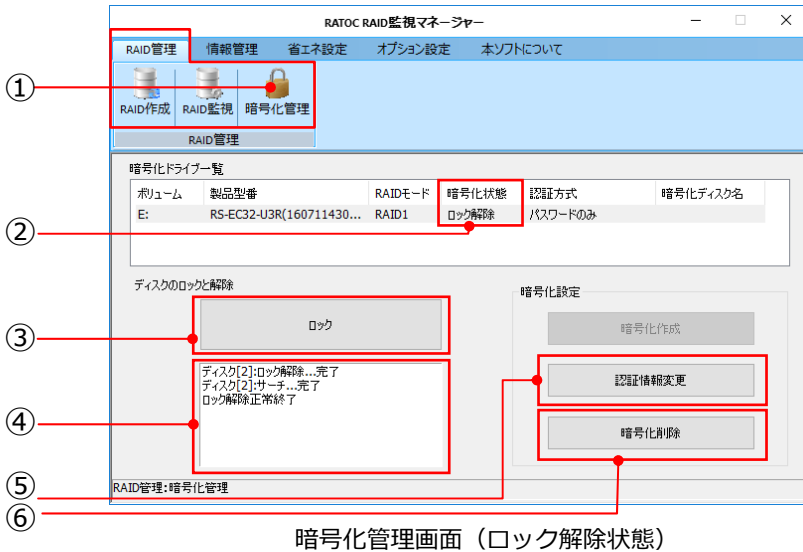 RATOC RAID監視マネージャー
RAID管理 情報管理 省エネ設定 オプション設定 本ソフトについて
①
RAID作成 RAID監視 暗号化管理
RAID管理
暗号化ドライブ一覧
ボリューム 製品型番 RAIDモード 暗号化状態 認証方式 暗号化ディスク名
E: RS-EC32-U3R(160711430... RAID1 ロック解除 パスワードのみ
②
ディスクのロックと解除
暗号化設定
③
ロック
暗号化作成
ディスク[2]:ロック解除...完了
ディスク[2]:サーチ...完了
ロック解除正常終了
認証情報変更
④
暗号化削除
⑤
RAID管理:暗号化管理
⑥
暗号化管理画面（ロック解除状態）